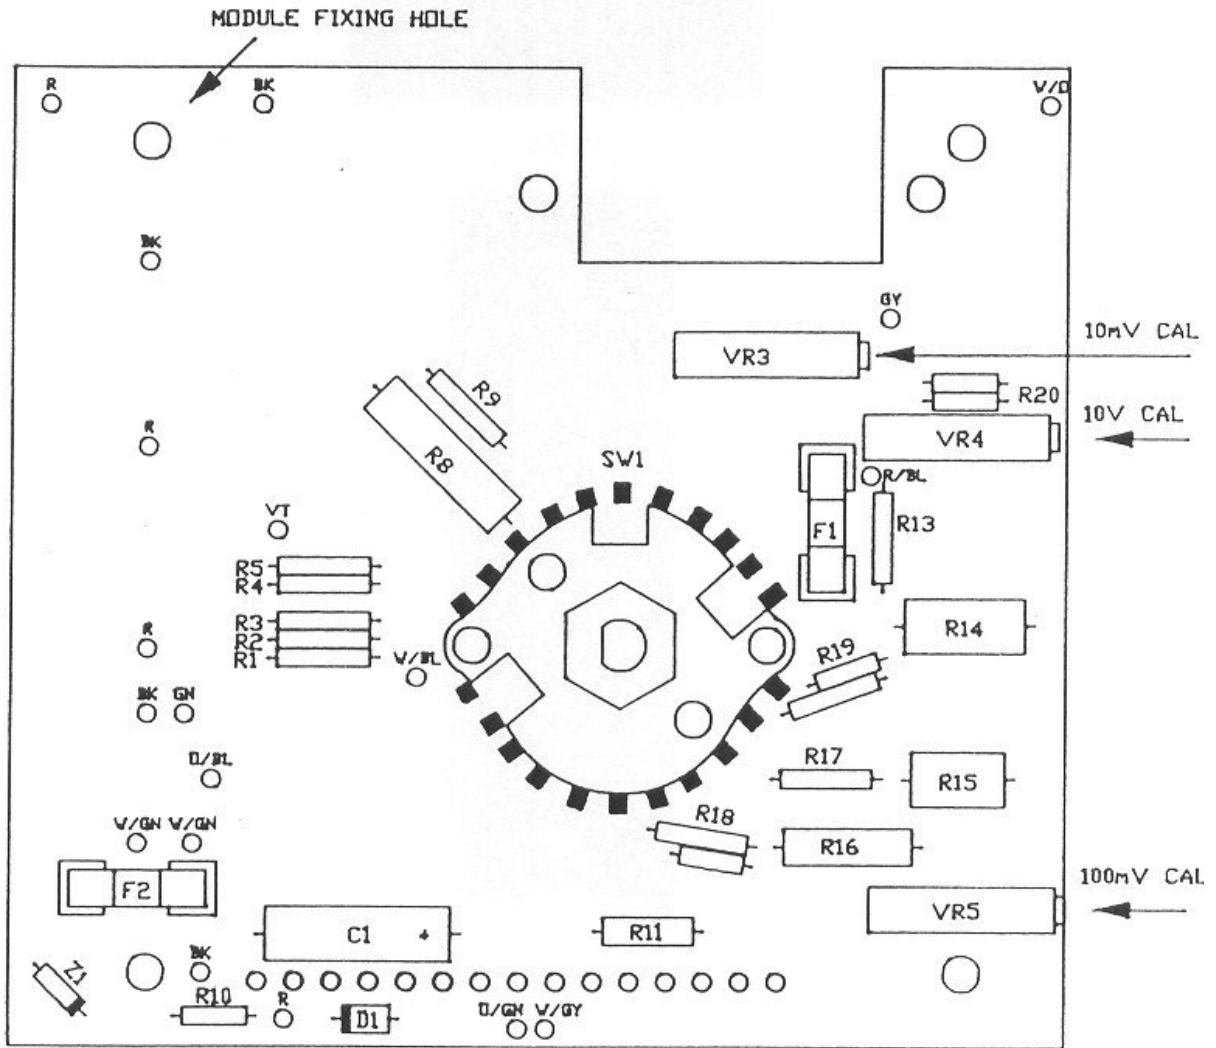 MODULE FIXING HOLE
R
BK
W/O
BK
GY
10mV CAL
VR3
R9
R20
10V CAL
VR4
R
R8
SW1
R/BL
VT
F1
R13
R5
R4
R3
R2
R1
R14
R
R19
W/BL
BK GN
O/BL
R17
R15
W/GN W/GN
R18
R16
100mV CAL
F2
VR5
C1 +
R11
BK
Z1
R10
R
D1
O/GN W/GY